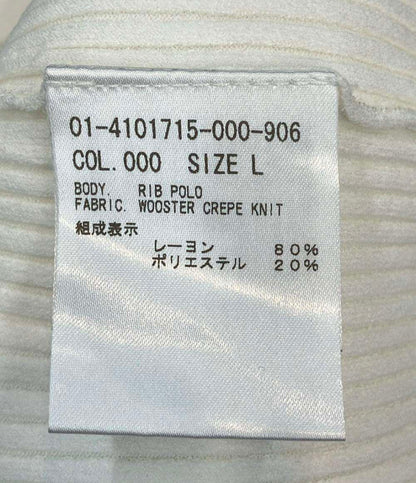 01-4101715-000-906
COL. 000 SIZE L
BODY. RIB POLO
FABRIC. WOOSTER CREPE KNIT
組成表示
レーヨン 80%
ポリエステル 20%